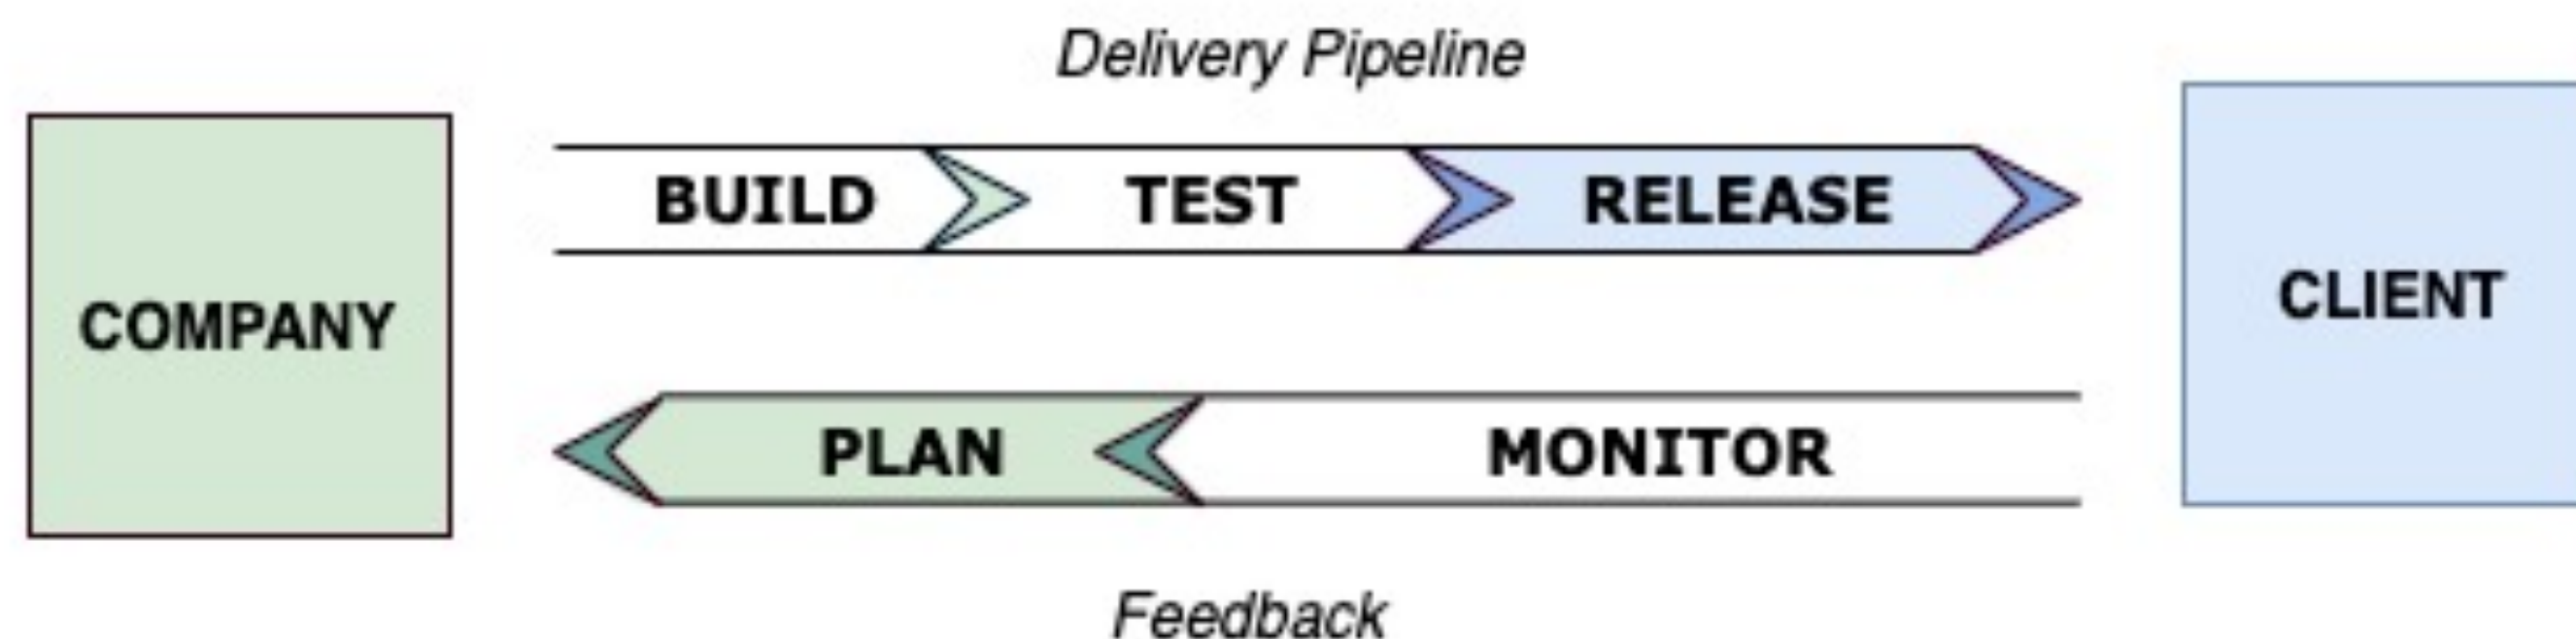 Delivery Pipeline
BUILD TEST RELEASE
COMPANY
CLIENT
PLAN MONITOR
Feedback